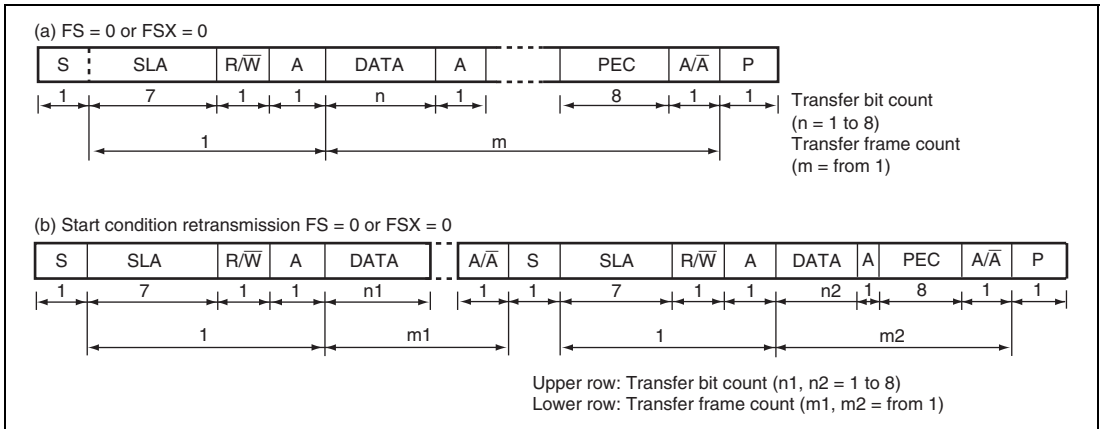 (a) FS = 0 or FSX = 0
S SLA R/W̅ A DATA A PEC A/A̅ P
1 7 1 1 n 1 8 1 1
Transfer bit count
(n = 1 to 8)
1 m
Transfer frame count
(m = from 1)
(b) Start condition retransmission FS = 0 or FSX = 0
S SLA R/W̅ A DATA A/A̅ S SLA R/W̅ A DATA A PEC A/A̅ P
1 7 1 1 n1 1 1 7 1 1 n2 1 8 1 1
1 m1 1 m2
Upper row: Transfer bit count (n1, n2 = 1 to 8)
Lower row: Transfer frame count (m1, m2 = from 1)